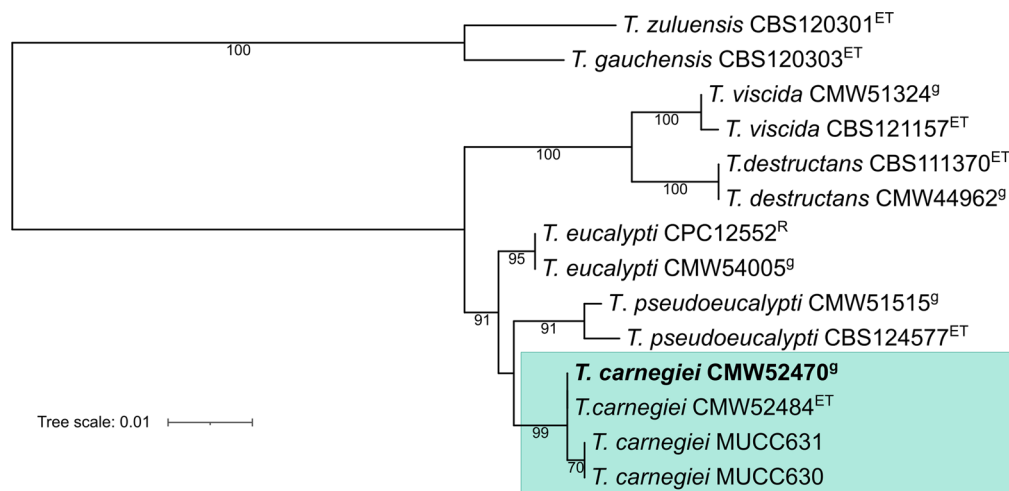 T. zuluensis CBS120301ET
100
T. gauchensis CBS120303ET
T. viscida CMW51324g
100
T. viscida CBS121157ET
100
T.destructans CBS111370ET
100
T. destructans CMW44962g
T. eucalypti CPC12552R
95
T. eucalypti CMW54005g
T. pseudoeucalypti CMW51515g
91
91
T. pseudoeucalypti CBS124577ET
T. carnegiei CMW52470g
T.carnegiei CMW52484ET
Tree scale: 0.01
99
T. carnegiei MUCC631
70
T. carnegiei MUCC630